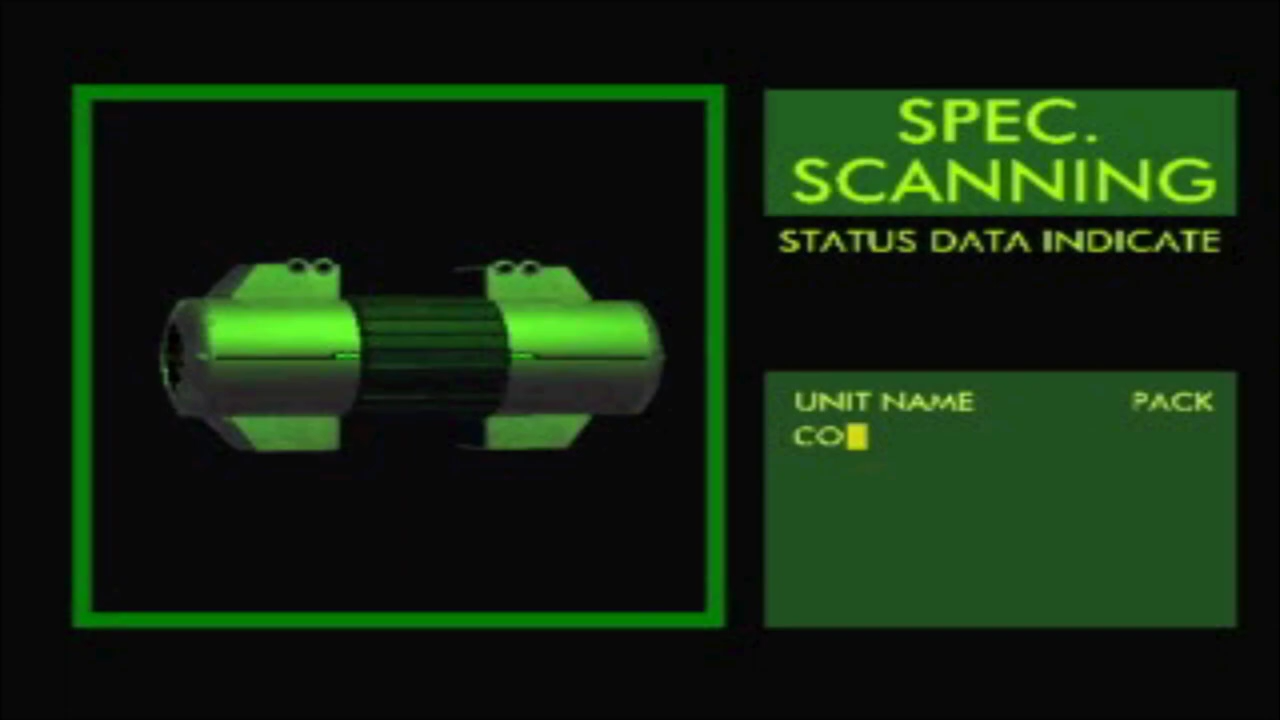 SPEC.
SCANNING
STATUS DATA INDICATE
UNIT NAME PACK
CO